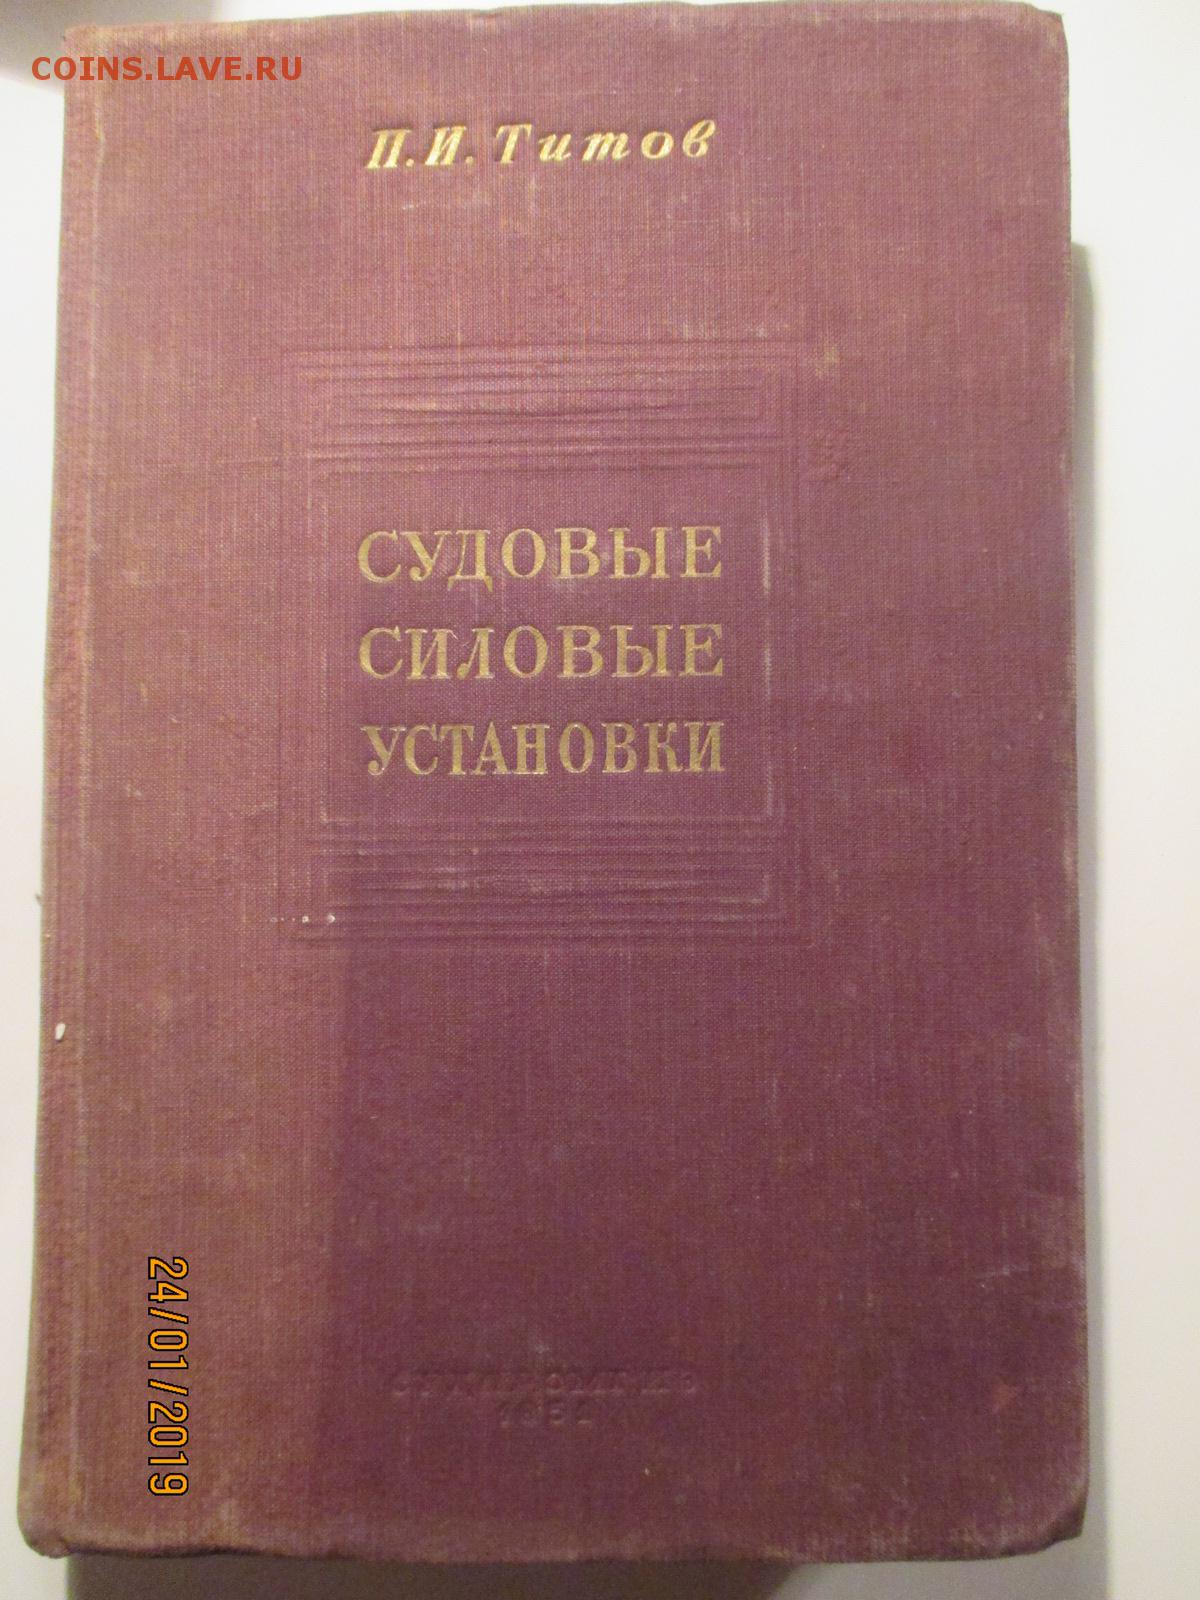 COINS.LAVE.RU
П.И. Титов
СУДОВЫЕ
СИЛОВЫЕ
УСТАНОВКИ
24/01/2019